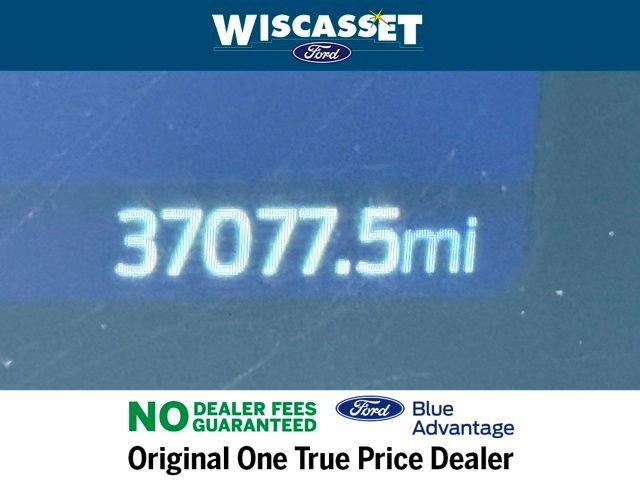 WISCASSET
Ford
37077.5mi
NO DEALER FEES
GUARANTEED
Ford
Blue
Advantage
Original One True Price Dealer